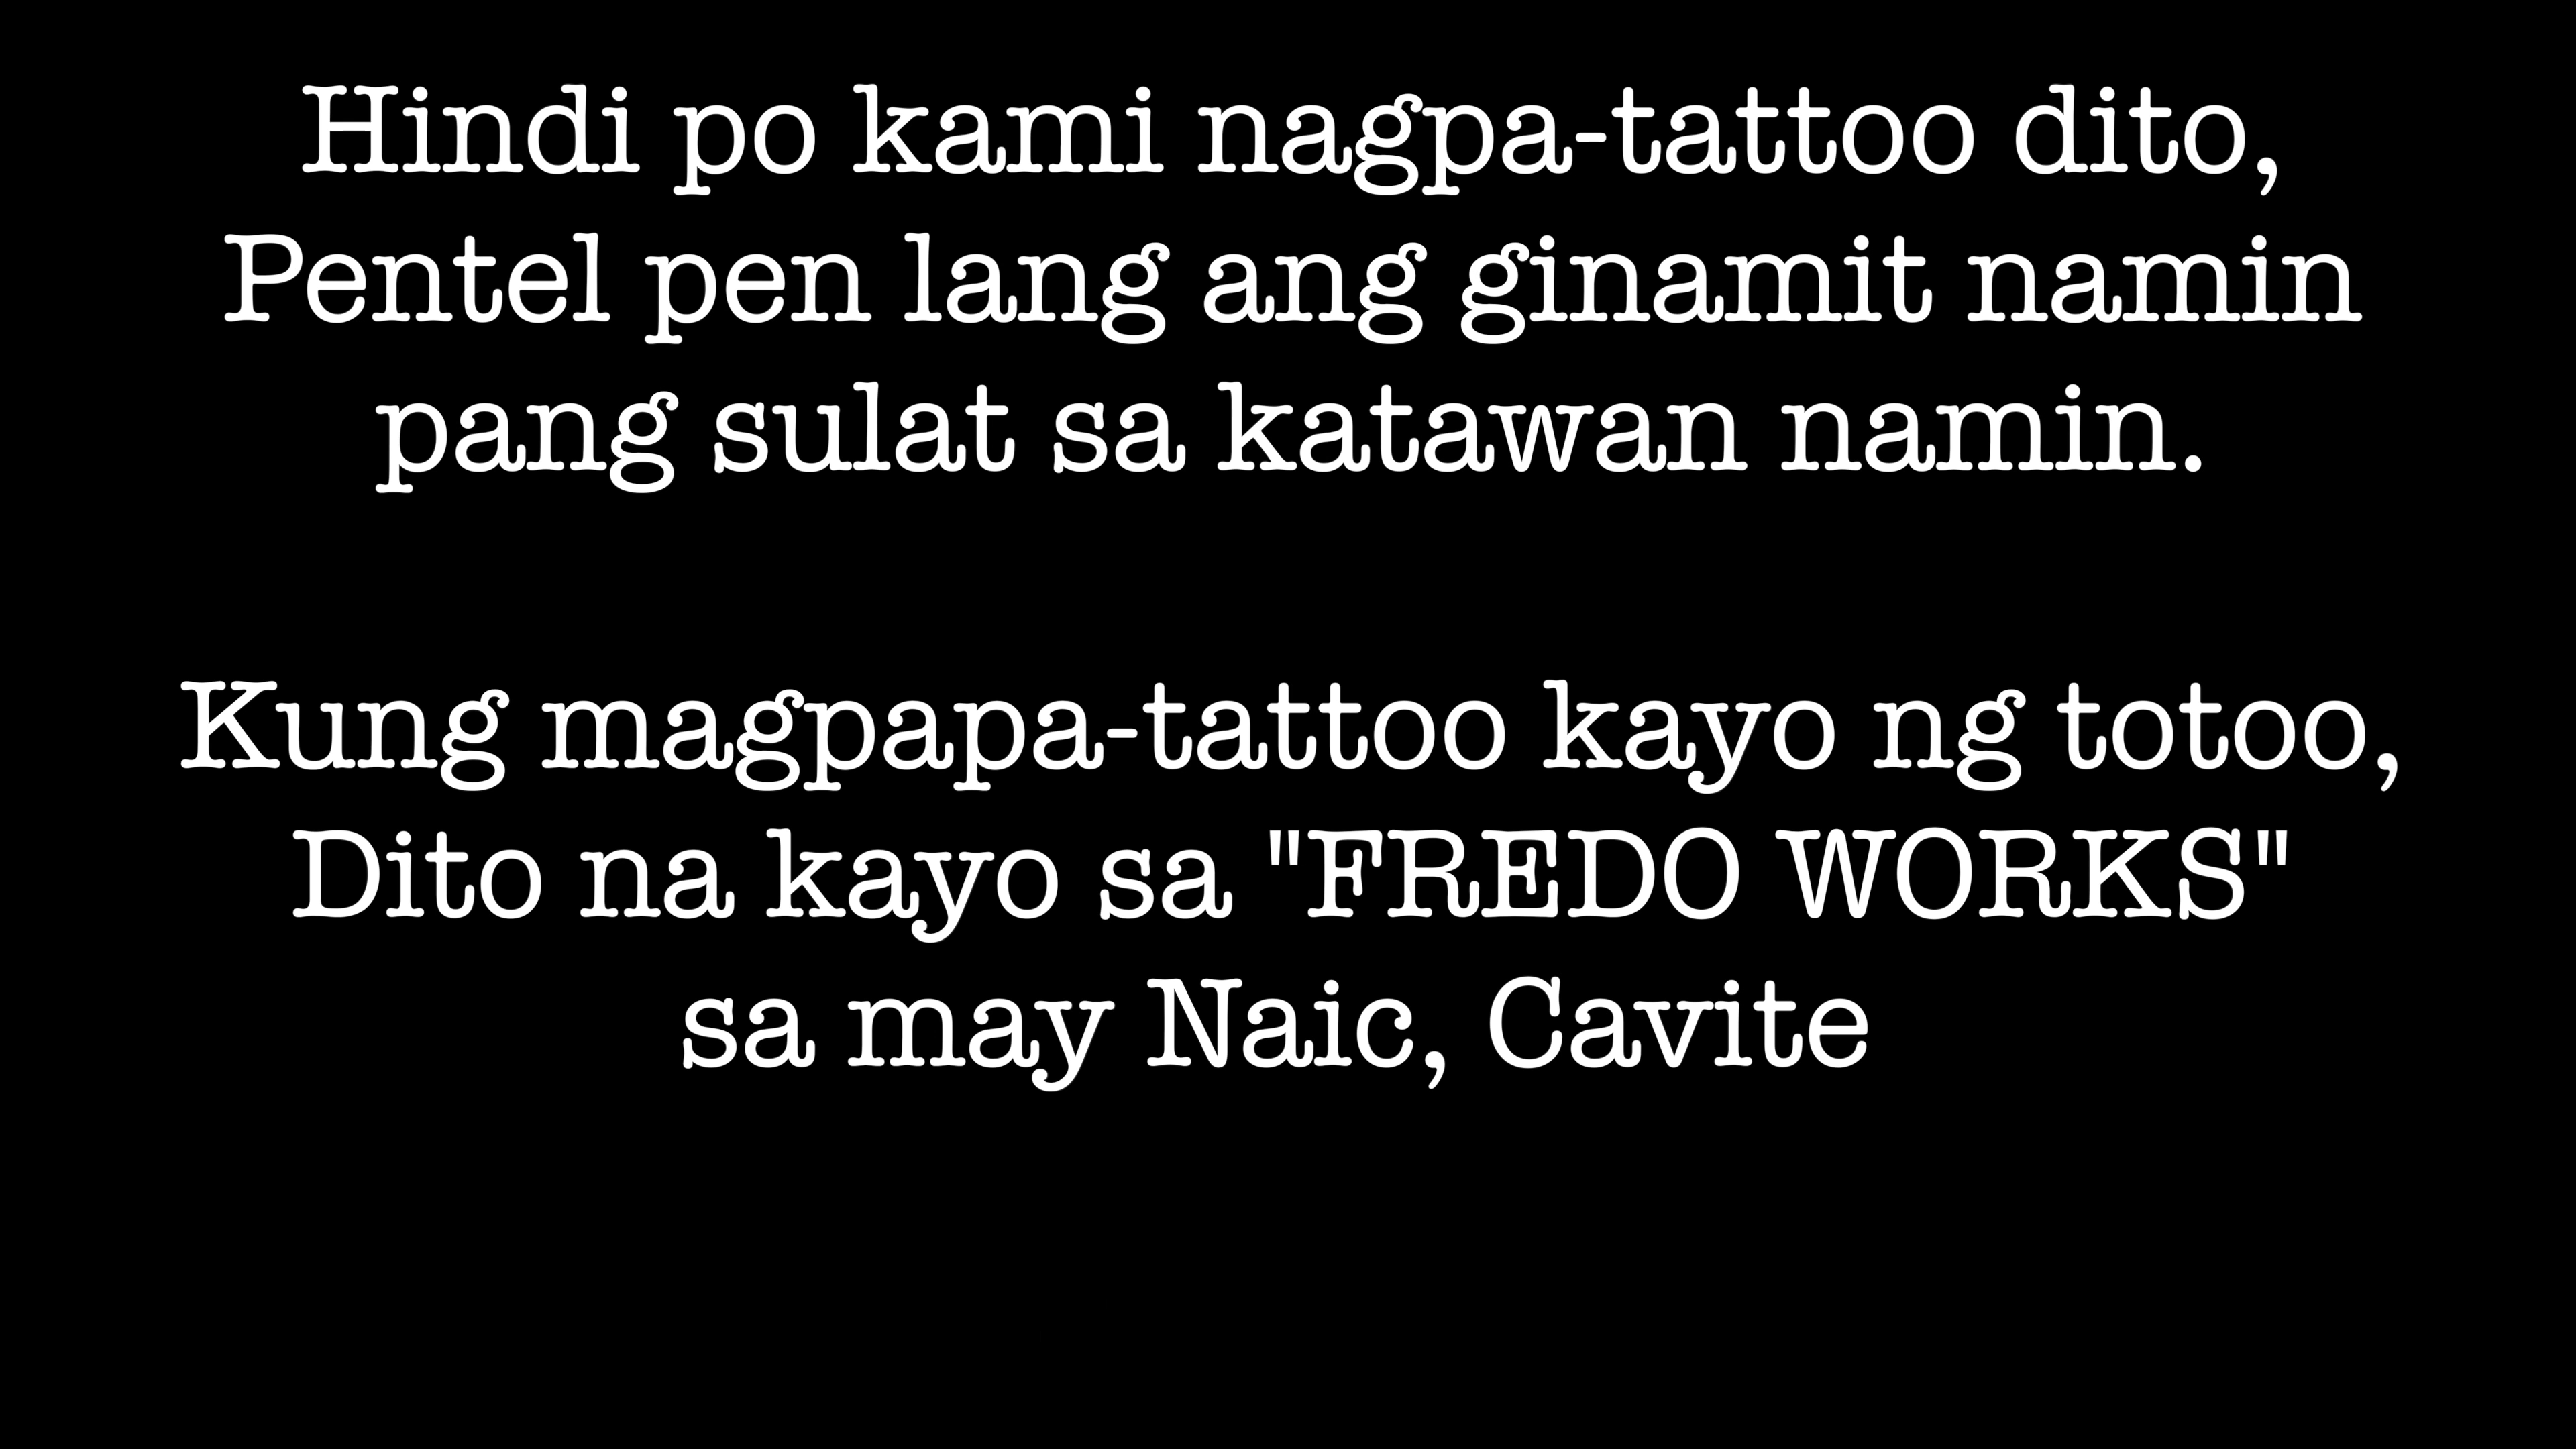 Hindi po kami nagpa-tattoo dito,
Pentel pen lang ang ginamit namin
pang sulat sa katawan namin.
Kung magpapa-tattoo kayo ng totoo,
Dito na kayo sa "FREDO WORKS"
sa may Naic, Cavite